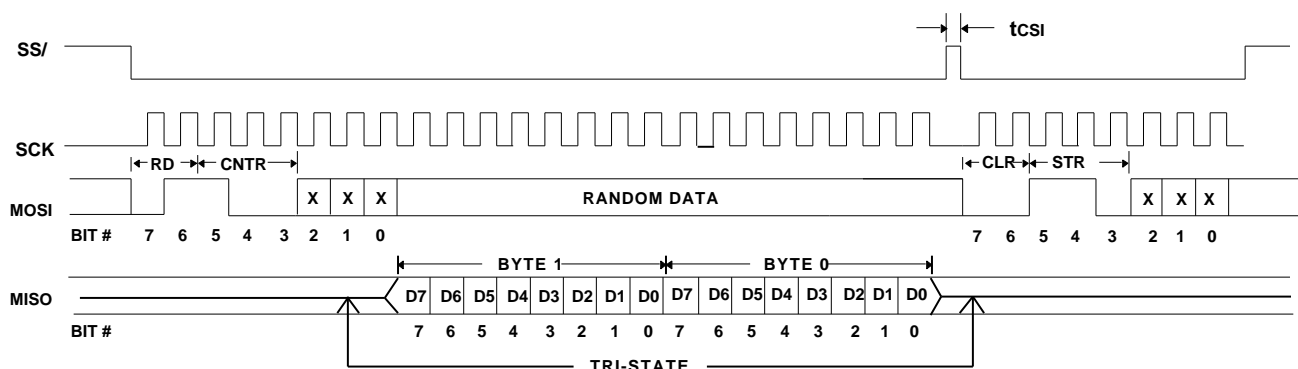 tCSI
SS/
SCK
RD CNTR CLR STR
MOSI X X X RANDOM DATA X X X
BIT # 7 6 5 4 3 2 1 0 7 6 5 4 3 2 1 0
BYTE 1 BYTE 0
MISO D7 D6 D5 D4 D3 D2 D1 D0 D7 D6 D5 D4 D3 D2 D1 D0
BIT # 7 6 5 4 3 2 1 0 7 6 5 4 3 2 1 0
TRI-STATE